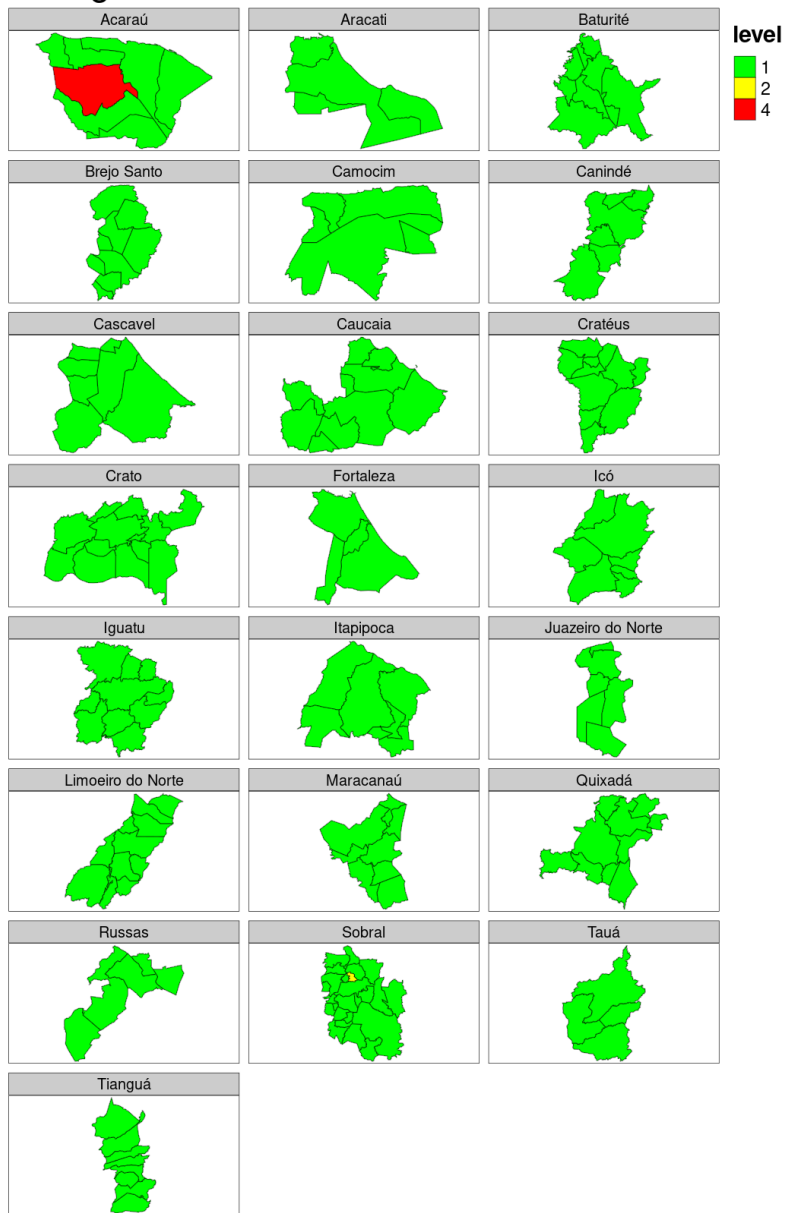 Acaraú
Aracati
Baturité
level
1
2
4
Brejo Santo
Camocim
Canindé
Cascavel
Caucaia
Cratéus
Crato
Fortaleza
Icó
Iguatu
Itapipoca
Juazeiro do Norte
Limoeiro do Norte
Maracanaú
Quixadá
Russas
Sobral
Tauá
Tianguá